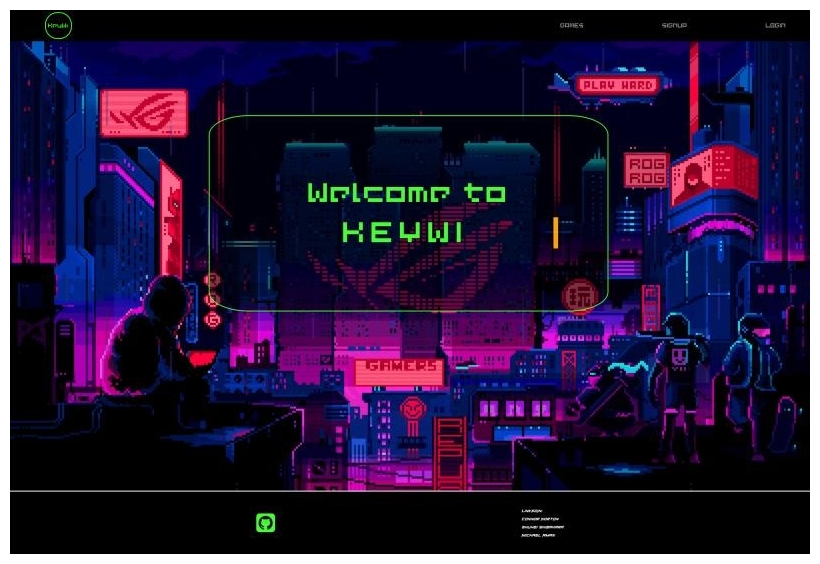 Keywi
GAMES
SIGNUP
LOGIN
PLAY HARD
ROG
ROG
Welcome to
KEYWI
R
G
GAMERS